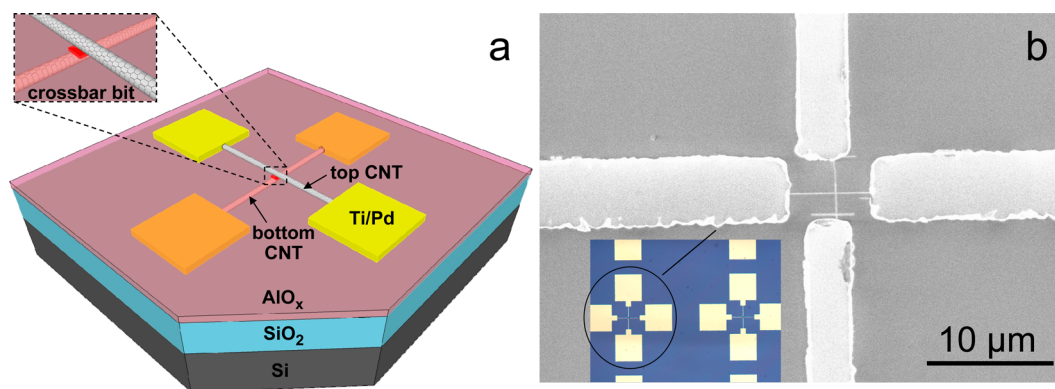 a
crossbar bit
top CNT
Ti/Pd
bottom
CNT
AlOₓ
SiO₂
Si
b
10 µm